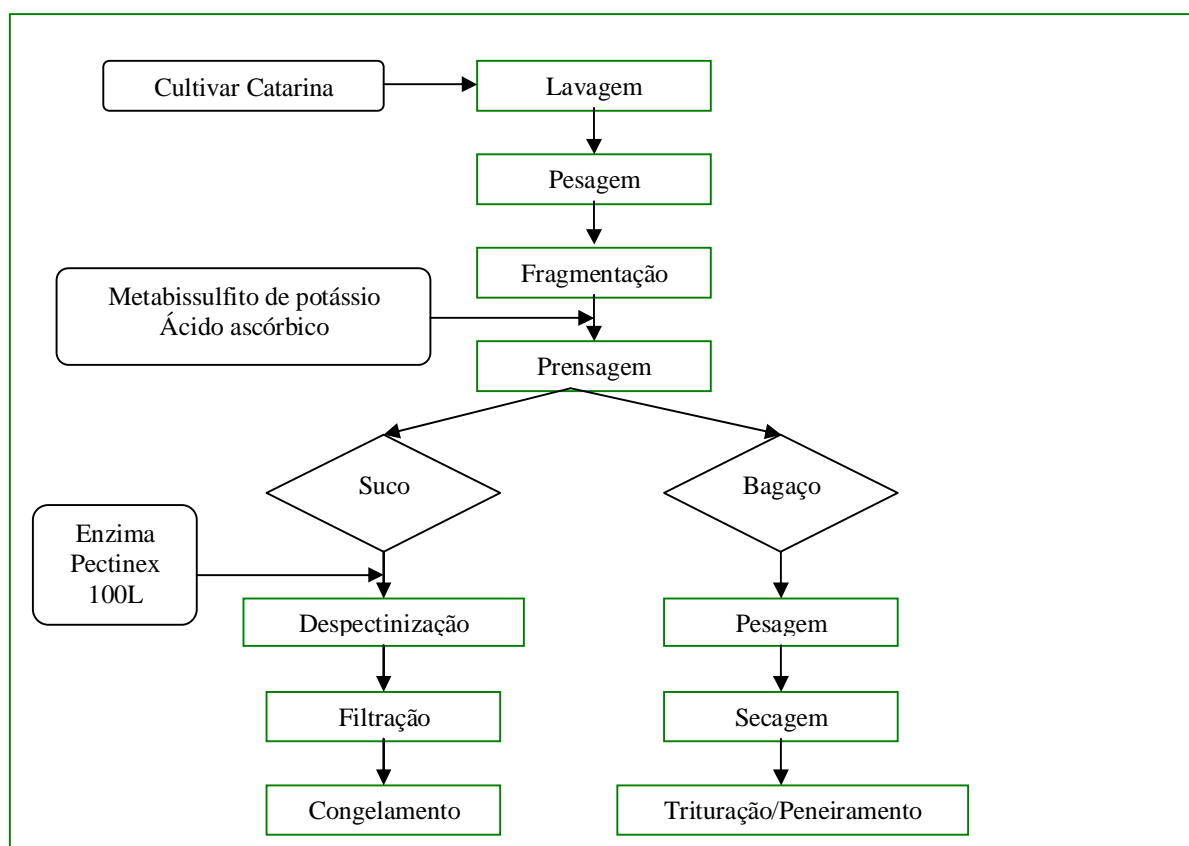 Cultivar Catarina
Lavagem
Pesagem
Fragmentação
Metabissulfito de potássio
Ácido ascórbico
Prensagem
Suco
Bagaço
Enzima
Pectinex
100L
Despectinização
Pesagem
Filtração
Secagem
Congelamento
Trituração/Peneiramento